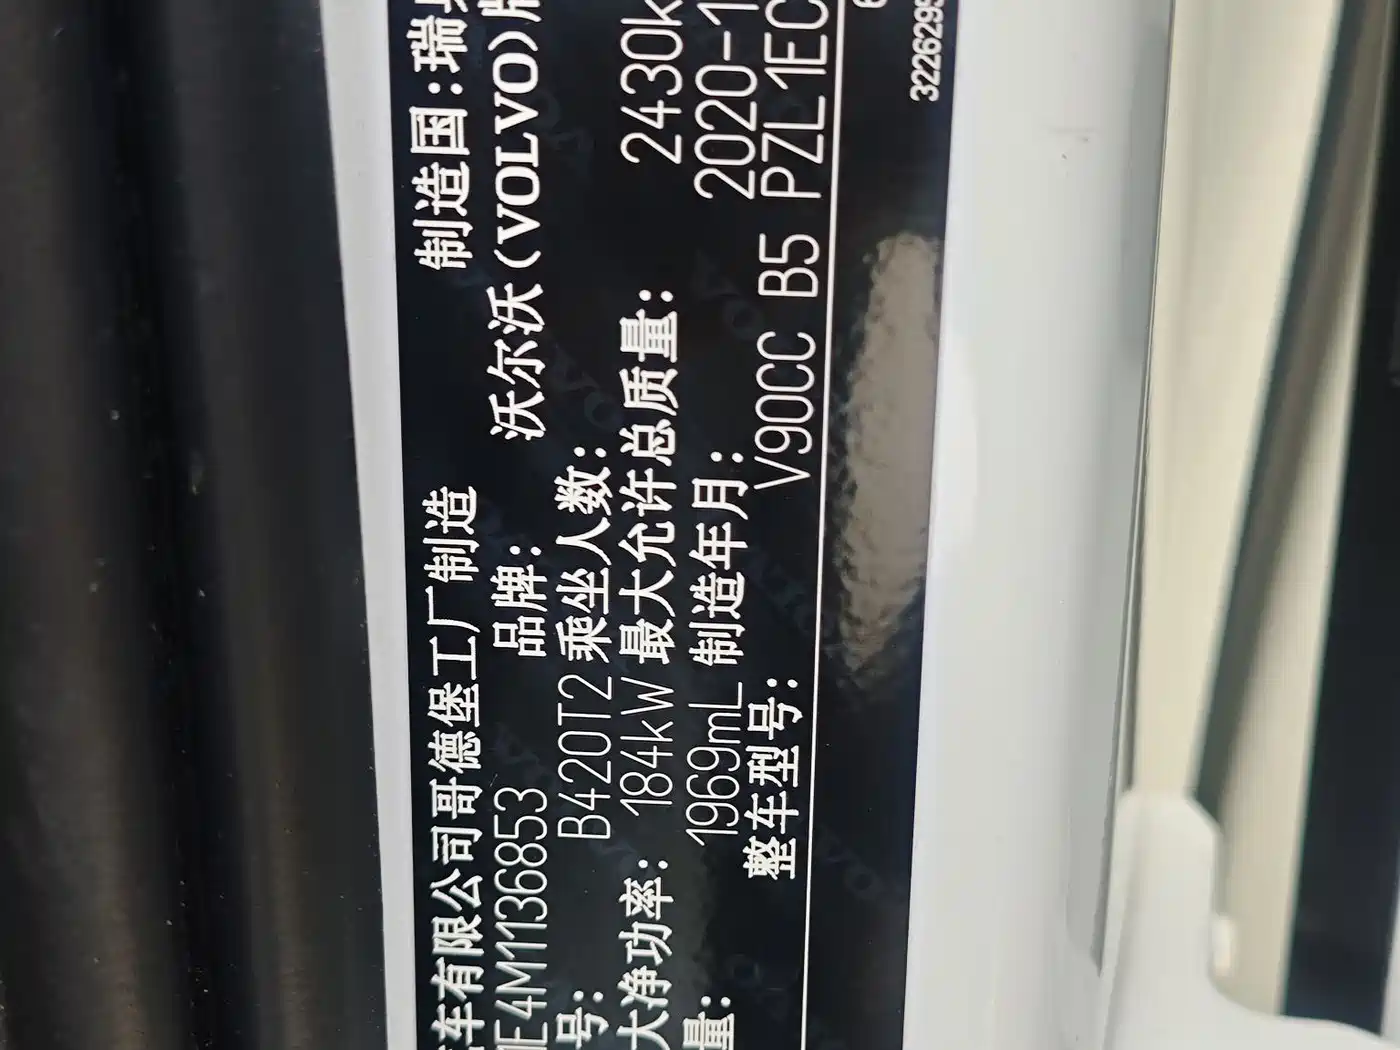 车有限公司哥德堡工厂制造 制造国:瑞
E4M1136853 品牌: 沃尔沃(VOLVO)牌
号: B420T2 乘坐人数:
大净功率: 184kW 最大允许总质量: 2430k
量: 1969mL 制造年月: 2020-1
整车型号: V90CC B5 PZL1EC
3226299